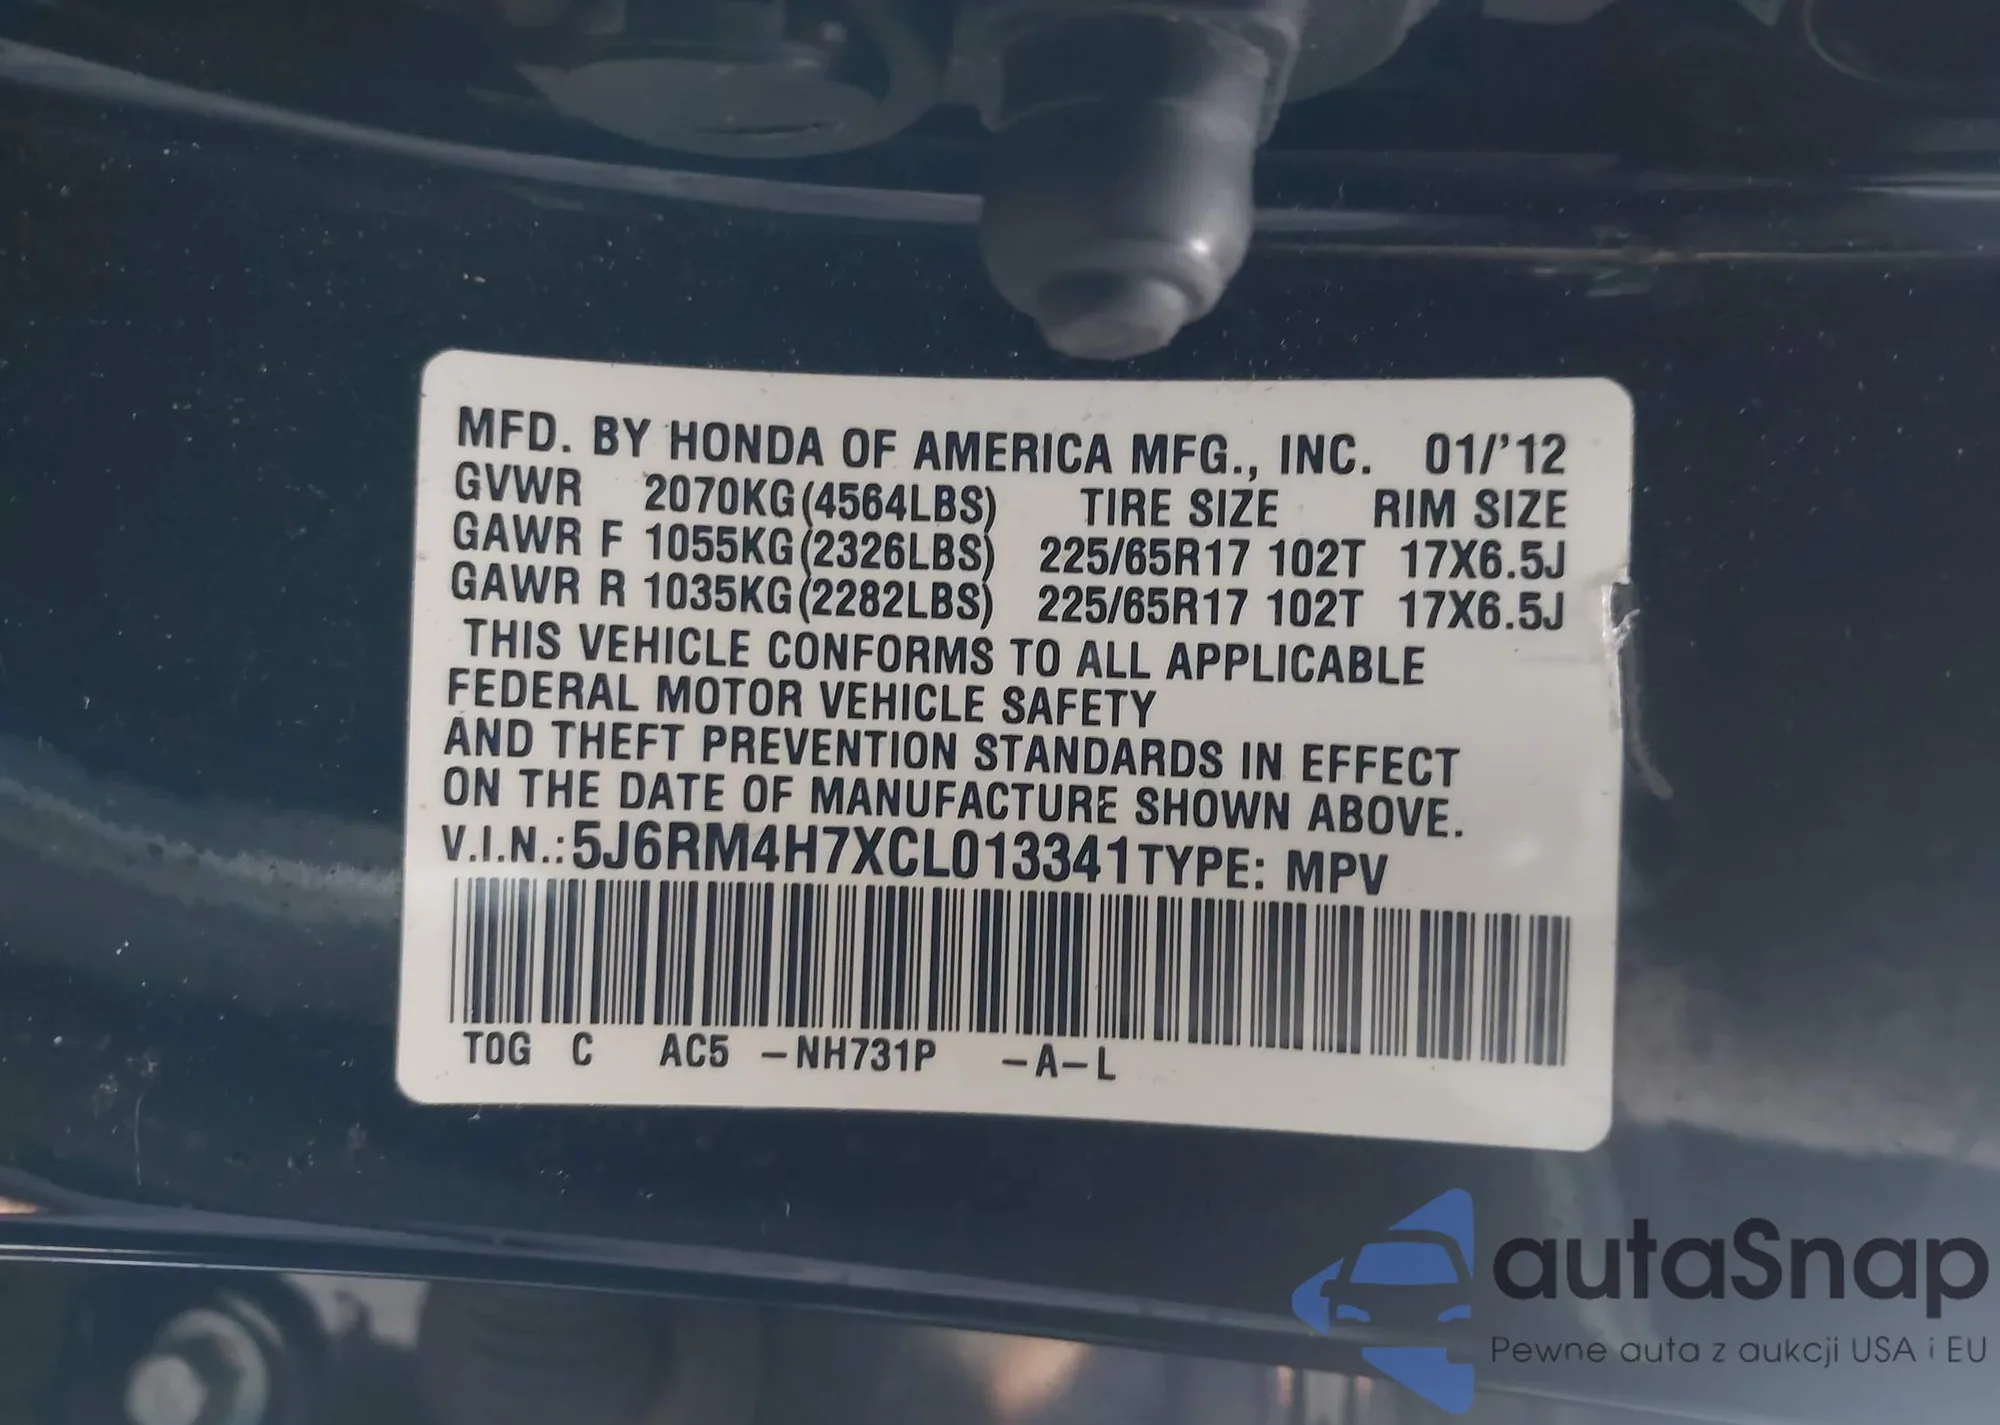 MFD. BY HONDA OF AMERICA MFG., INC. 01/'12
GVWR 2070KG(4564LBS) TIRE SIZE RIM SIZE
GAWR F 1055KG(2326LBS) 225/65R17 102T 17X6.5J
GAWR R 1035KG(2282LBS) 225/65R17 102T 17X6.5J
THIS VEHICLE CONFORMS TO ALL APPLICABLE
FEDERAL MOTOR VEHICLE SAFETY
AND THEFT PREVENTION STANDARDS IN EFFECT
ON THE DATE OF MANUFACTURE SHOWN ABOVE.
V.I.N.:5J6RM4H7XCL013341TYPE: MPV
T0G C AC5 -NH731P -A-L
autaSnap
Pewne auta z aukcji USA i EU